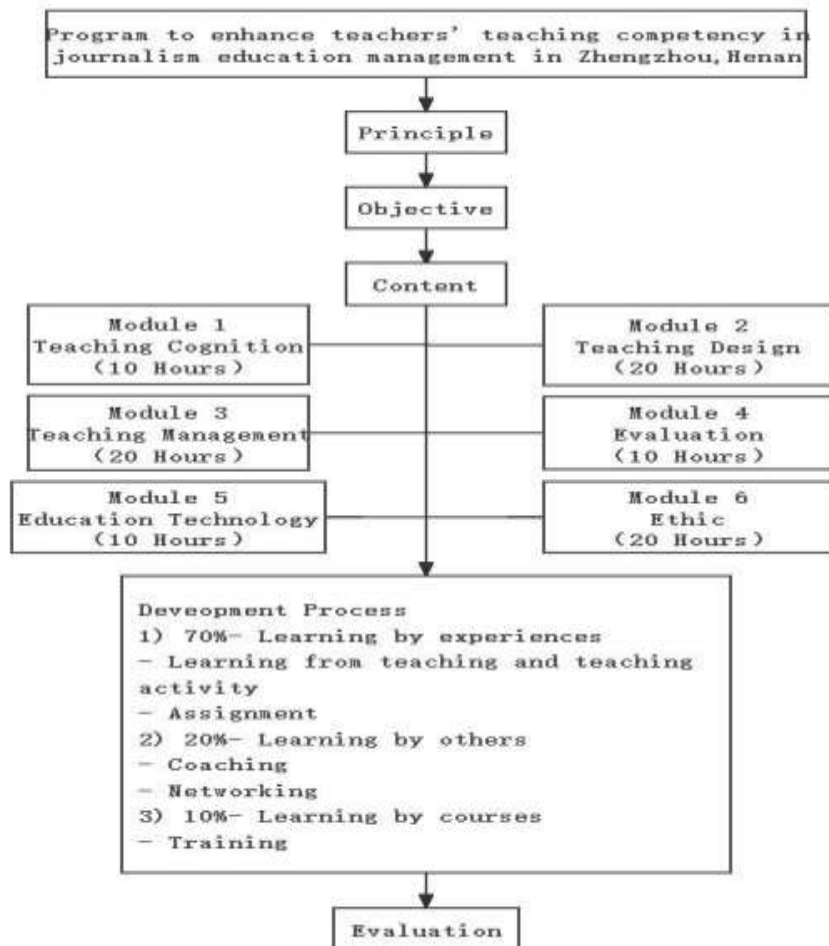 Program to enhance teachers' teaching competency in
journalism education management in Zhengzhou,Henan
Principle
Objective
Content
Module 1
Teaching Cognition
(10 Hours)
Module 2
Teaching Design
(20 Hours)
Module 3
Teaching Management
(20 Hours)
Module 4
Evaluation
(10 Hours)
Module 5
Education Technology
(10 Hours)
Module 6
Ethic
(20 Hours)
Deveopment Process
1) 70%- Learning by experiences
- Learning from teaching and teaching
activity
- Assignment
2) 20%- Learning by others
- Coaching
- Networking
3) 10%- Learning by courses
- Training
Evaluation